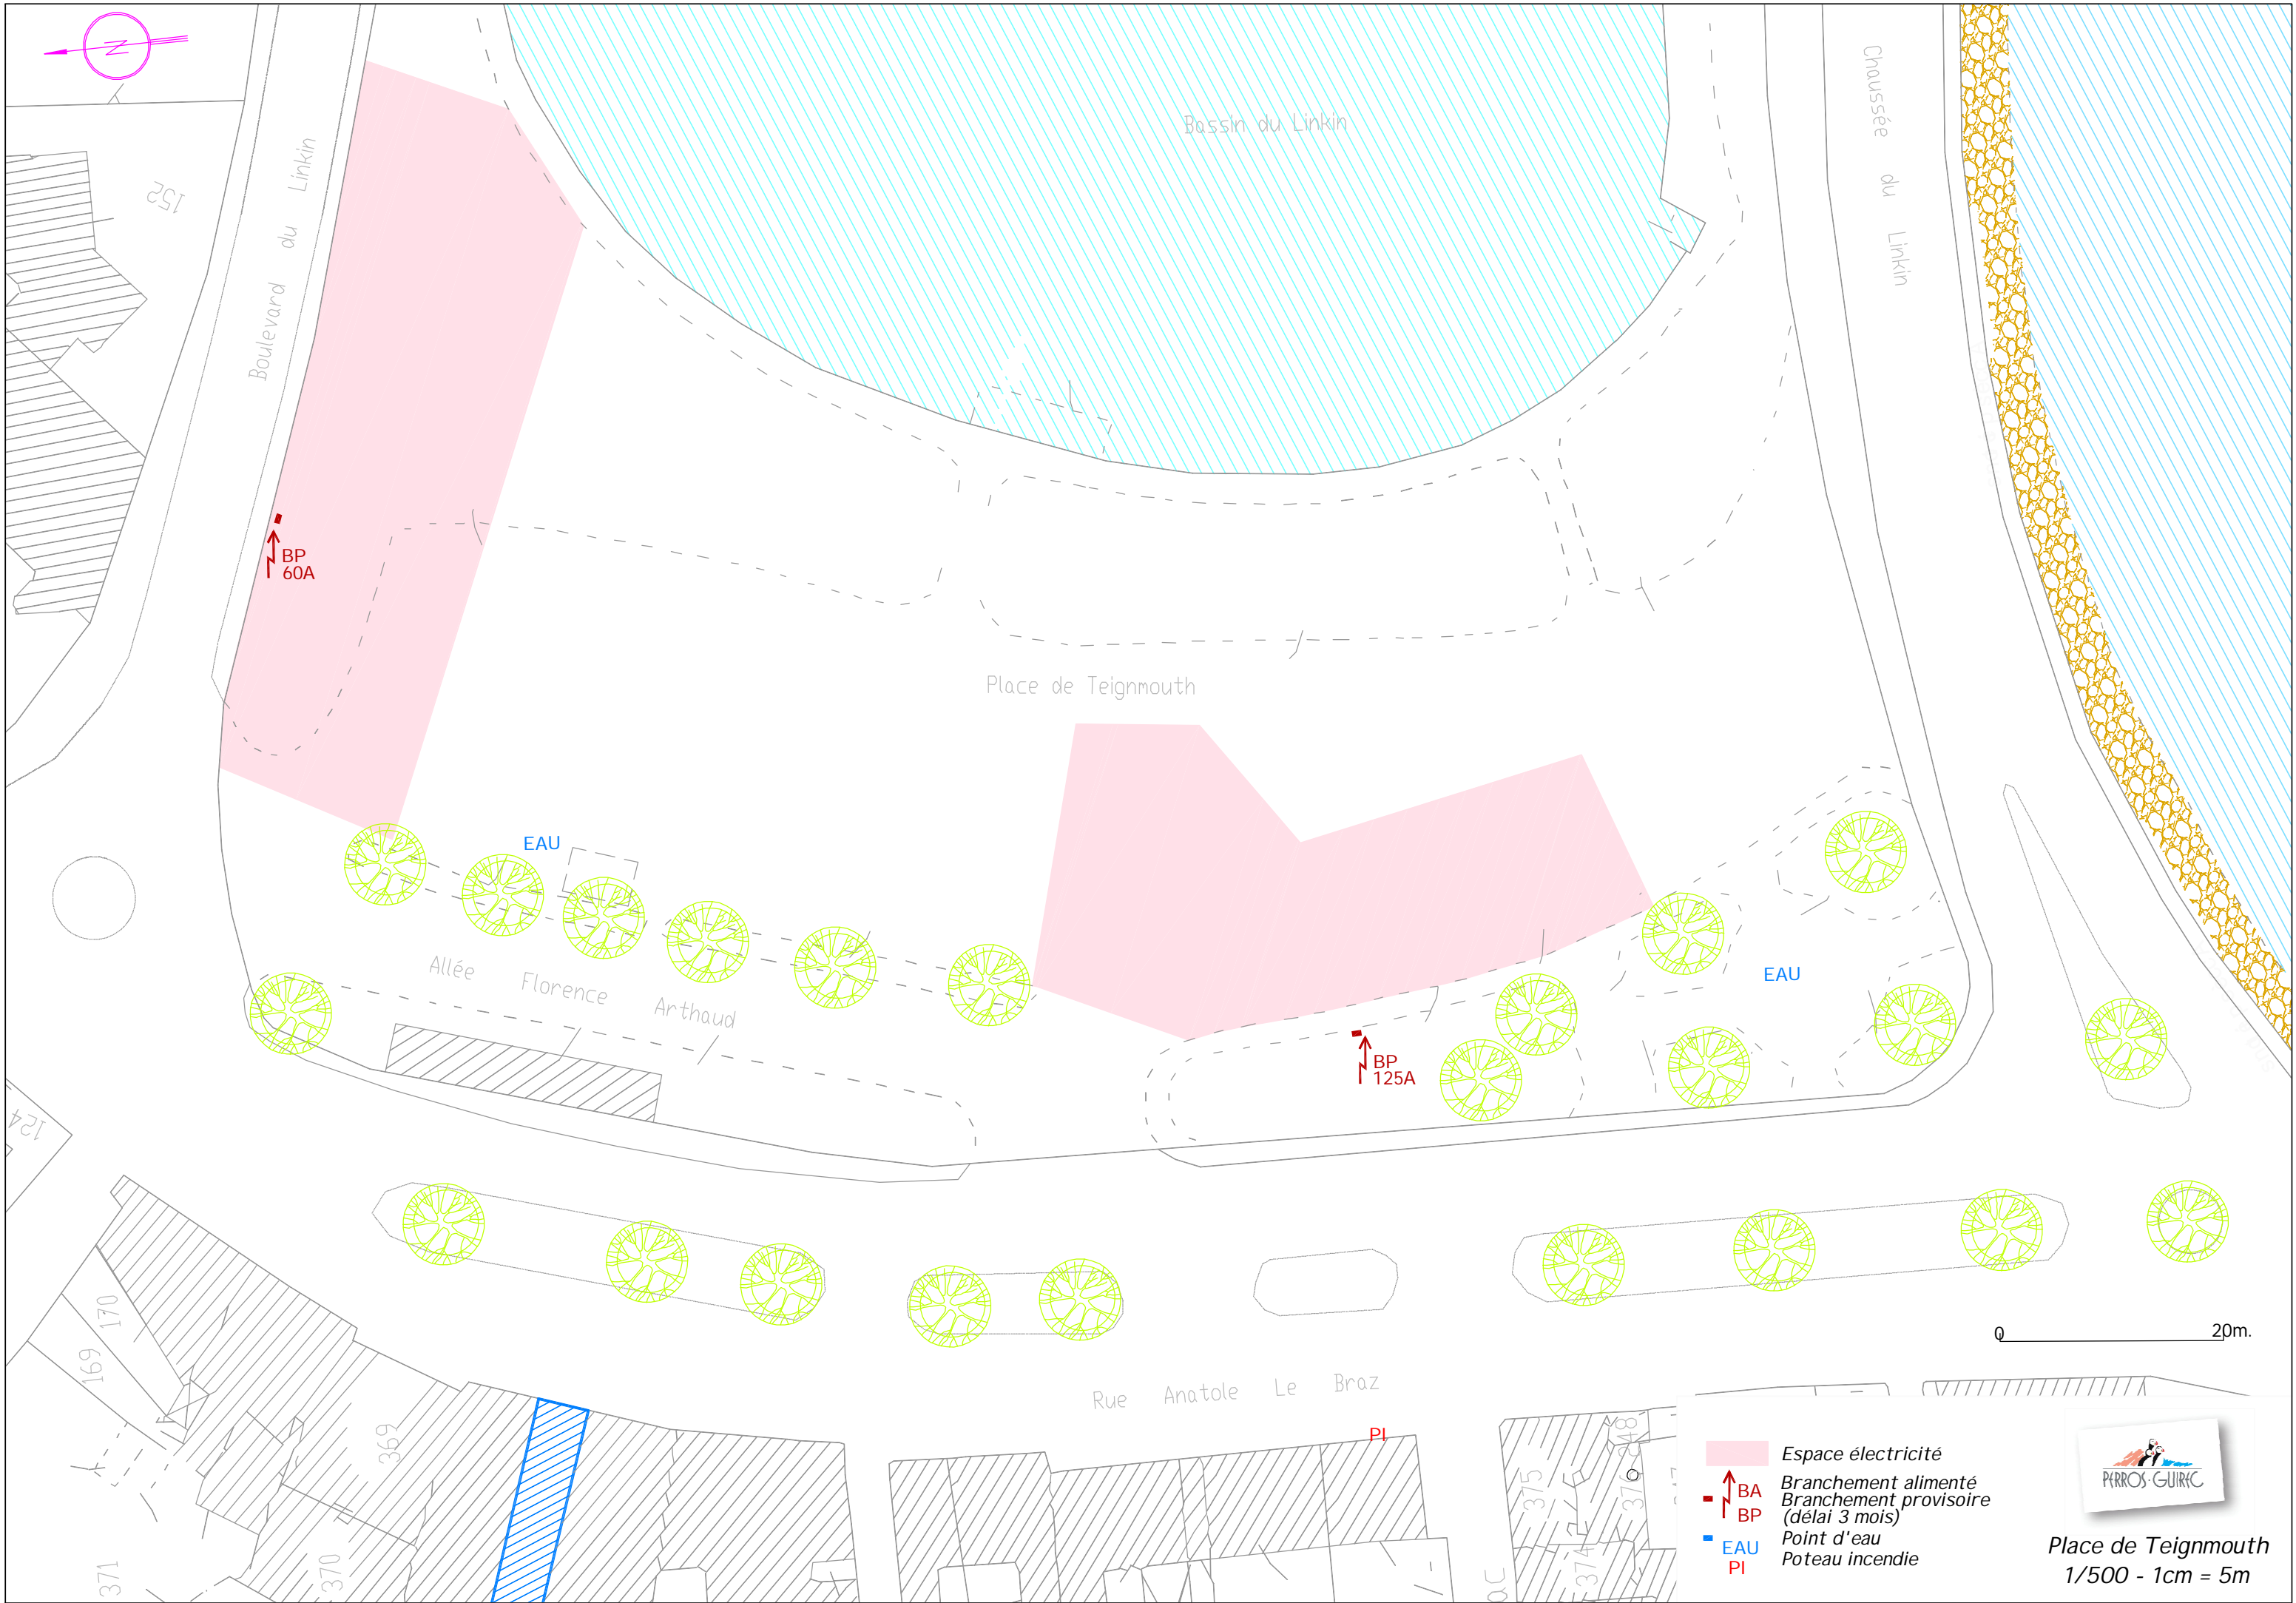 N
Bassin du Linkin
Chaussée du Linkin
152
Boulevard du Linkin
BP
60A
Place de Teignmouth
EAU
Allée Florence Arthaud
EAU
BP
125A
124
0 20m.
Rue Anatole Le Braz
PI
170
169
369
371
370
375
376
348
374
Espace électricité
BA Branchement alimenté
BP Branchement provisoire
(délai 3 mois)
EAU Point d'eau
PI Poteau incendie
PERROS-GUIREC
Place de Teignmouth
1/500 - 1cm = 5m